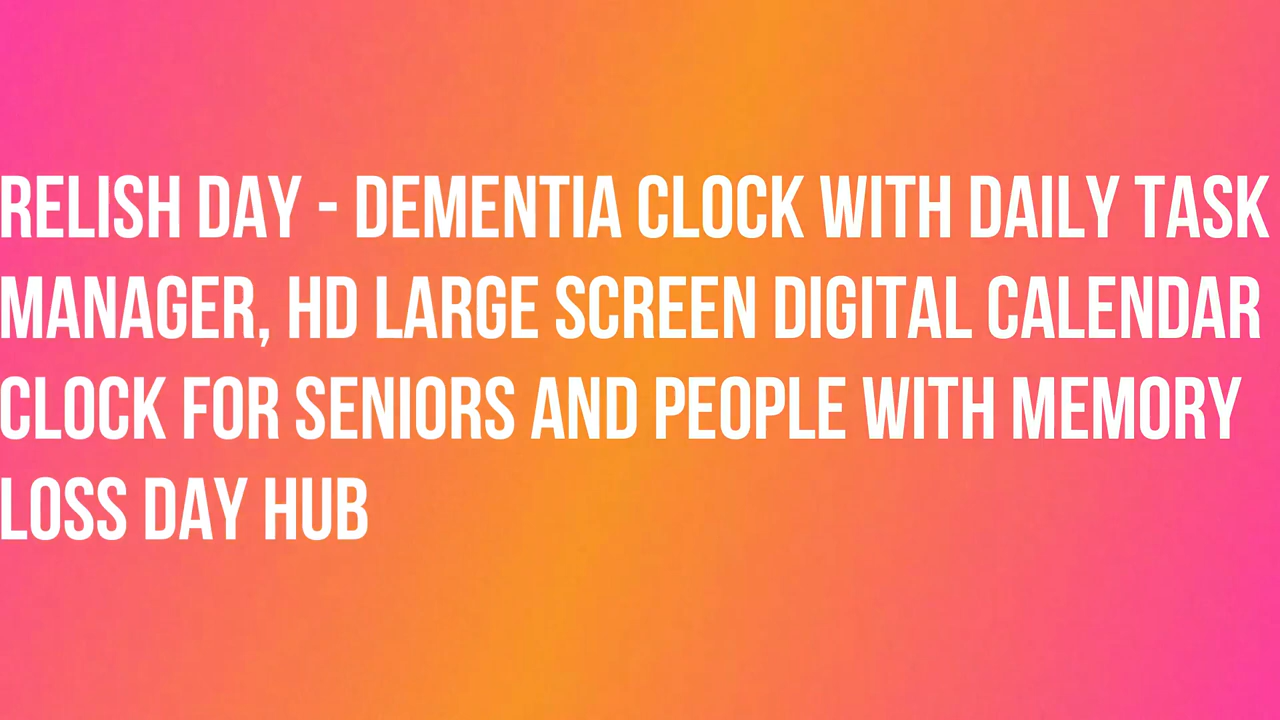 RELISH DAY - DEMENTIA CLOCK WITH DAILY TASK
MANAGER, HD LARGE SCREEN DIGITAL CALENDAR
CLOCK FOR SENIORS AND PEOPLE WITH MEMORY
LOSS DAY HUB